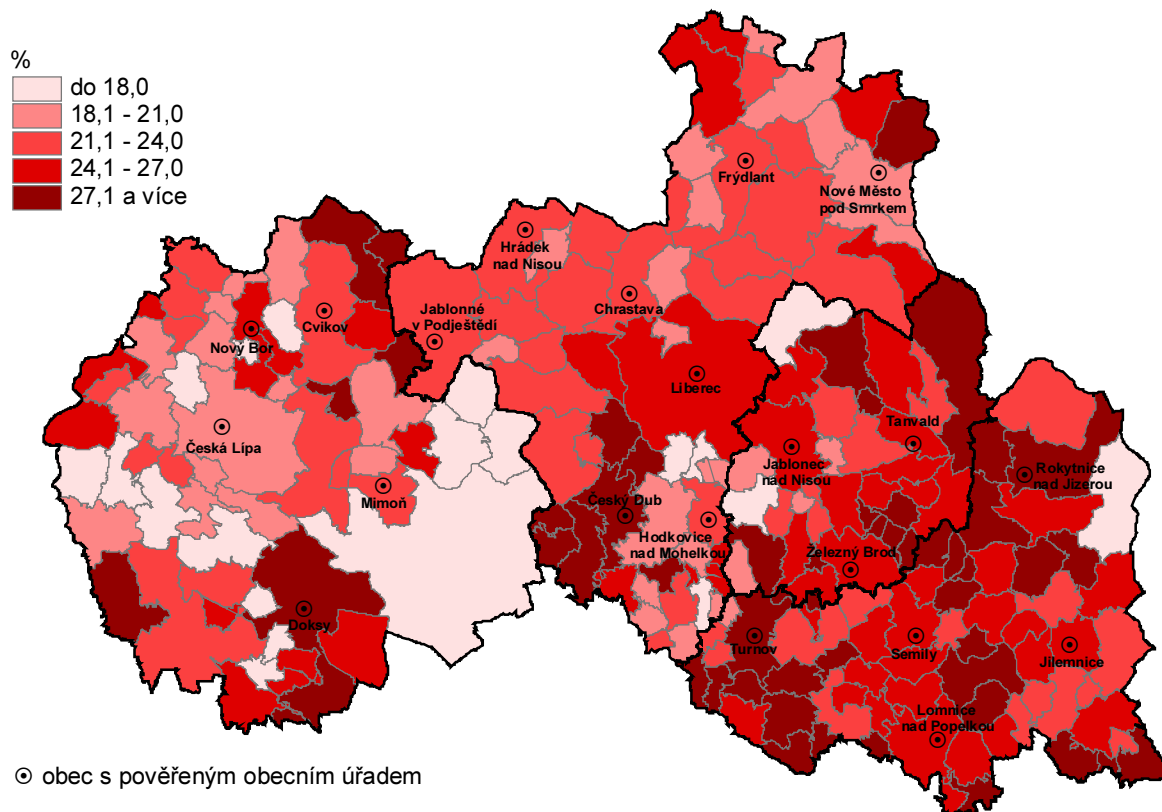 %
do 18,0
18,1 - 21,0
21,1 - 24,0
24,1 - 27,0
27,1 a více
Frýdlant
Nové Město
pod Smrkem
Hrádek
nad Nisou
Chrastava
Jablonné
v Podještědí
Cvikov
Nový Bor
Liberec
Česká Lípa
Mimoň
Tanvald
Jablonec
nad Nisou
Rokytnice
nad Jizerou
Český Dub
Hodkovice
nad Mohelkou
Železný Brod
Doksy
Turnov
Semily
Jilemnice
Lomnice
nad Popelkou
obec s pověřeným obecním úřadem